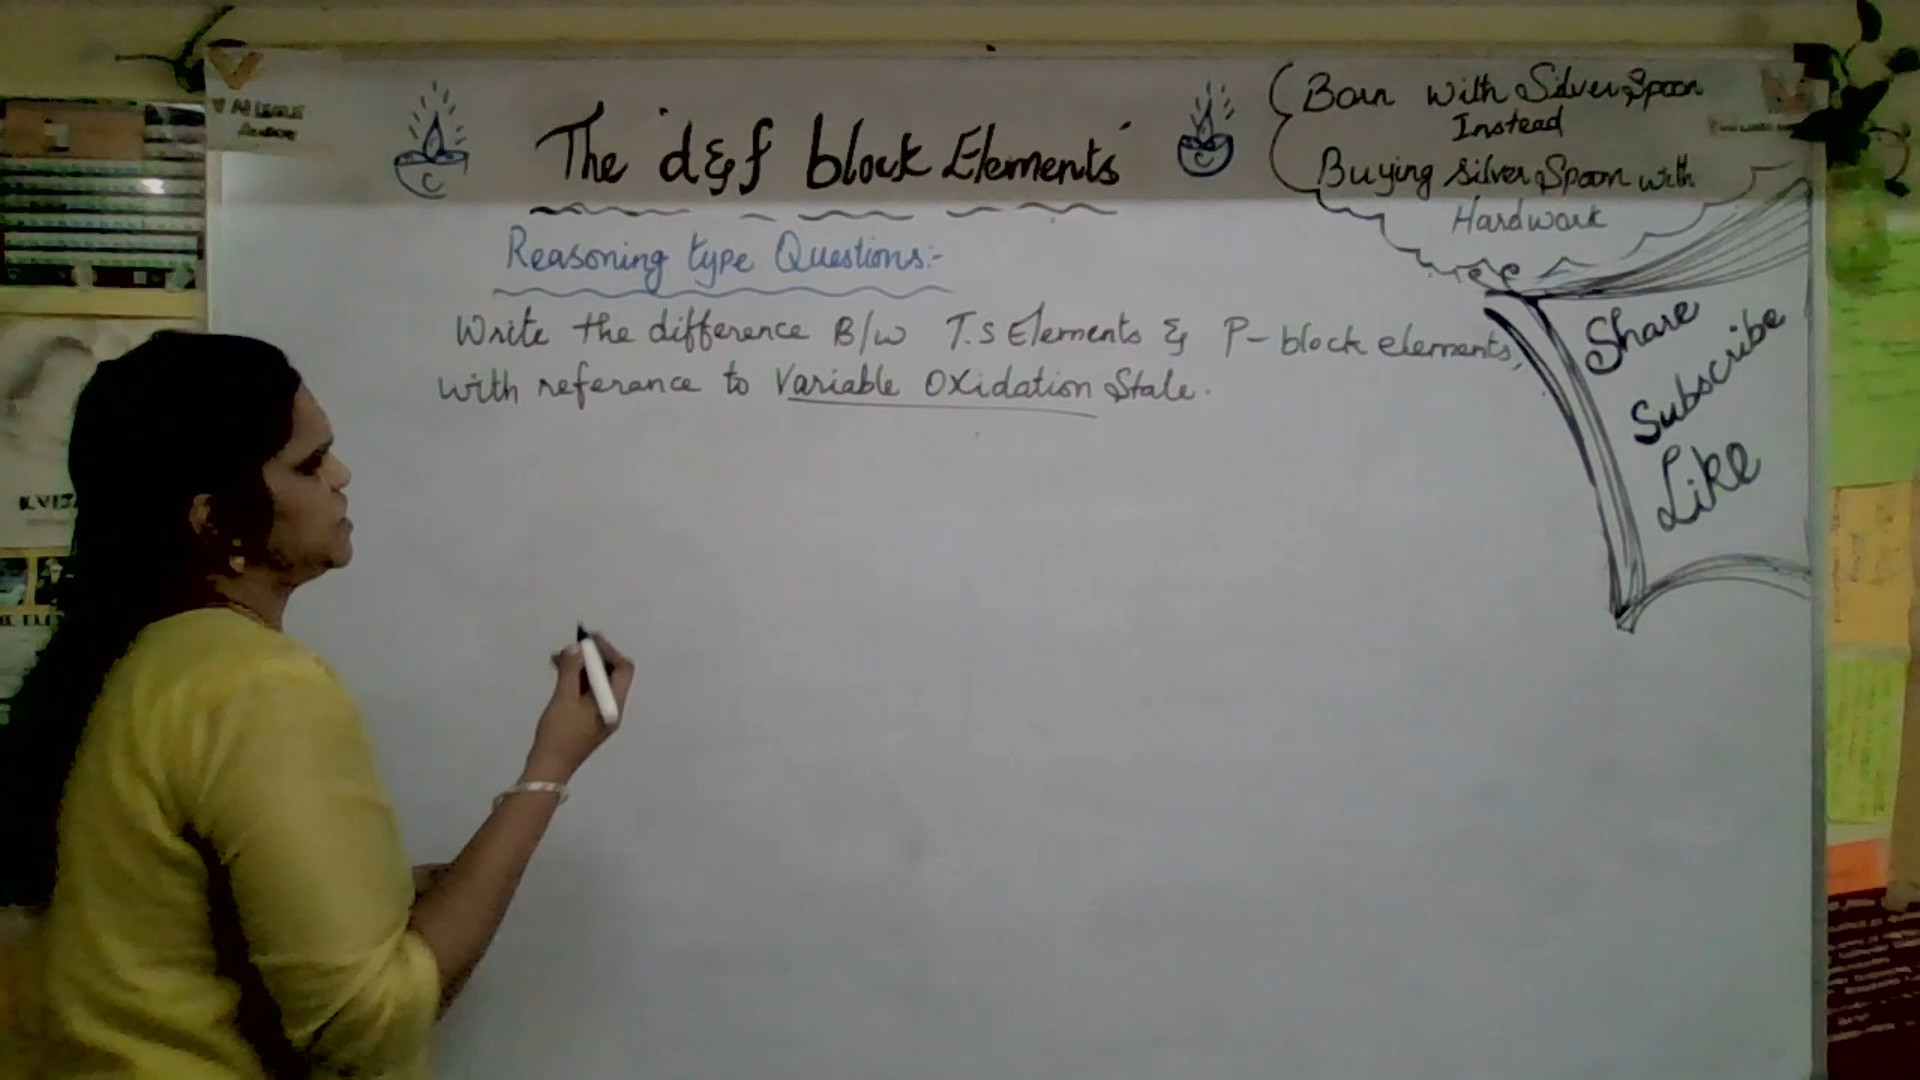 The 'd & f block Elements'
Born with Silver Spoon
Instead
Buying Silver Spoon with
Hardwork
Reasoning type Questions:-
Write the difference B/w T.S Elements & P-block elements,
with referance to Variable Oxidation State.
Share
Subscribe
Like